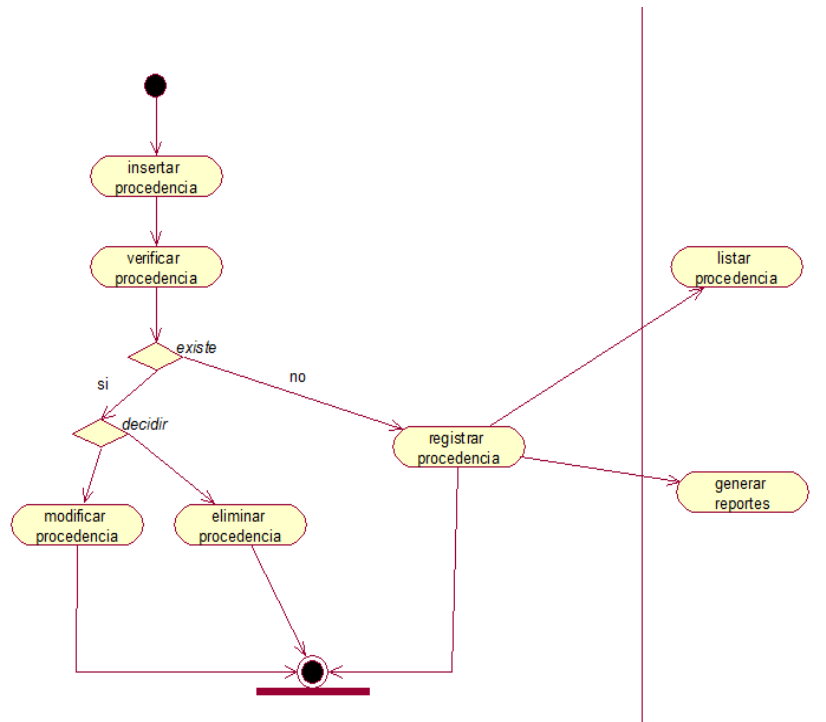 insertar
procedencia
verificar
procedencia
listar
procedencia
existe
si
no
decidir
registrar
procedencia
modificar
procedencia
eliminar
procedencia
generar
reportes